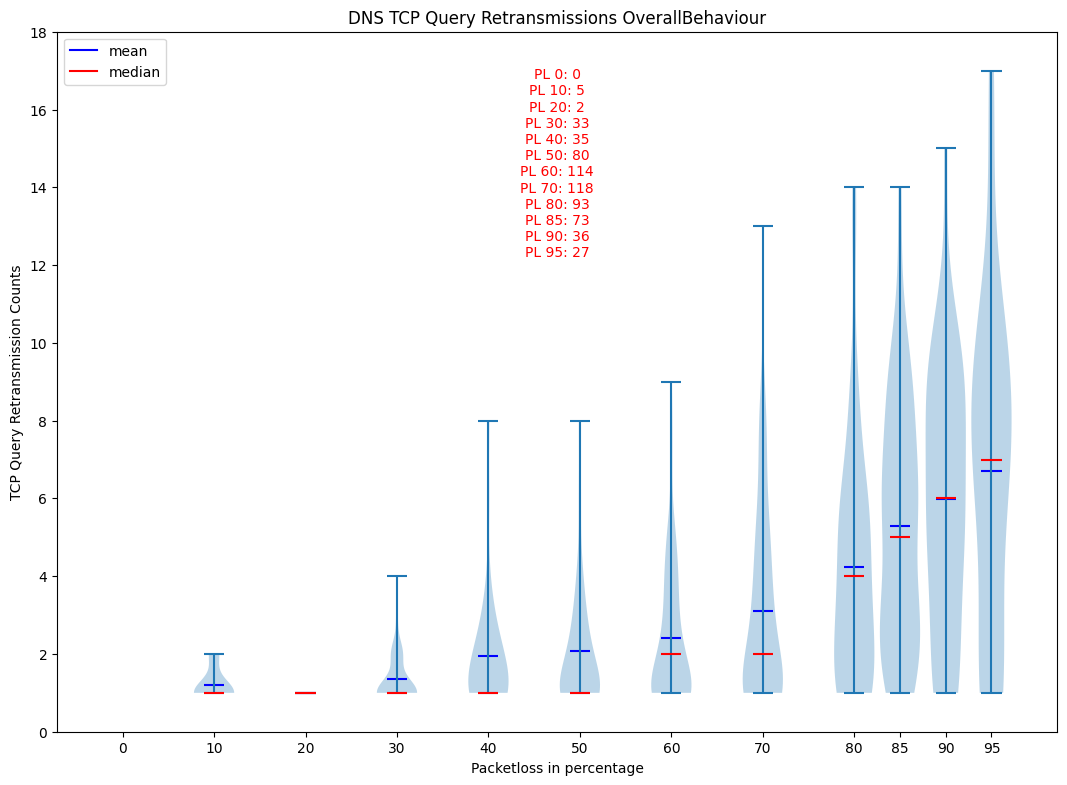 DNS TCP Query Retransmissions OverallBehaviour
mean
median
PL 0: 0
PL 10: 5
PL 20: 2
PL 30: 33
PL 40: 35
PL 50: 80
PL 60: 114
PL 70: 118
PL 80: 93
PL 85: 73
PL 90: 36
PL 95: 27
TCP Query Retransmission Counts
18
16
14
12
10
8
6
4
2
0
0 10 20 30 40 50 60 70 80 85 90 95
Packetloss in percentage